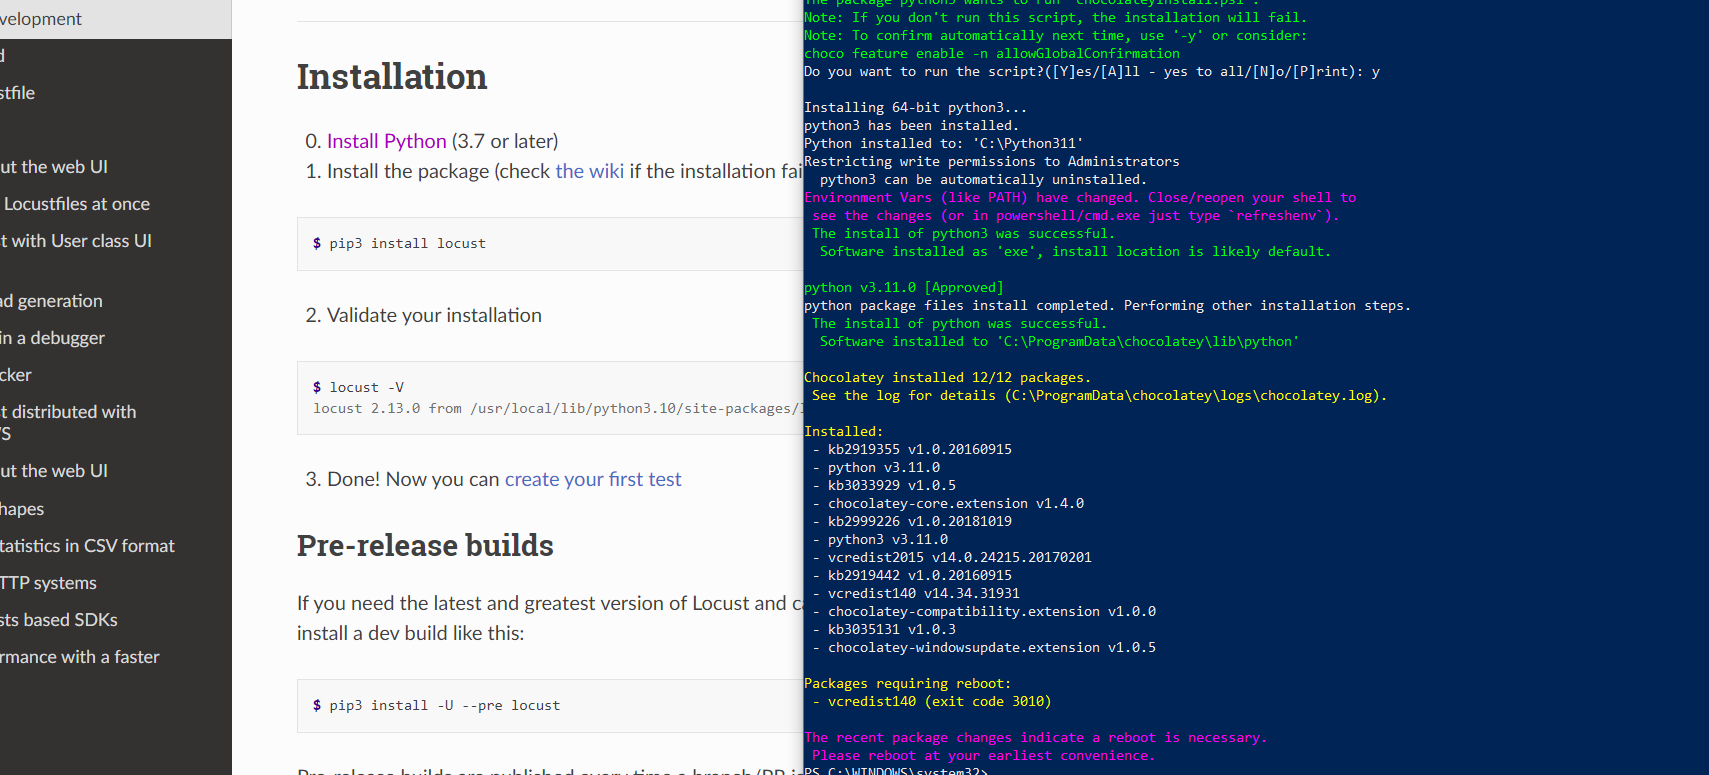 velopment
d
stfile
ut the web UI
Locustfiles at once
t with User class UI
ad generation
in a debugger
cker
t distributed with
'S
ut the web UI
hapes
tatistics in CSV format
TTP systems
sts based SDKs
rmance with a faster
Installation
0. Install Python (3.7 or later)
1. Install the package (check the wiki if the installation fai
$ pip3 install locust
2. Validate your installation
$ locust -V
locust 2.13.0 from /usr/local/lib/python3.10/site-packages/l
3. Done! Now you can create your first test
Pre-release builds
If you need the latest and greatest version of Locust and ca
install a dev build like this:
$ pip3 install -U --pre locust
Pre-release builds are published every time a branch/PR is
The package python3 wants to run 'chocolateyInstall.ps1'.
Note: If you don't run this script, the installation will fail.
Note: To confirm automatically next time, use '-y' or consider:
choco feature enable -n allowGlobalConfirmation
Do you want to run the script?([Y]es/[A]ll - yes to all/[N]o/[P]rint): y
Installing 64-bit python3...
python3 has been installed.
Python installed to: 'C:\Python311'
Restricting write permissions to Administrators
python3 can be automatically uninstalled.
Environment Vars (like PATH) have changed. Close/reopen your shell to
see the changes (or in powershell/cmd.exe just type `refreshenv`).
The install of python3 was successful.
Software installed as 'exe', install location is likely default.
python v3.11.0 [Approved]
python package files install completed. Performing other installation steps.
The install of python was successful.
Software installed to 'C:\ProgramData\chocolatey\lib\python'
Chocolatey installed 12/12 packages.
See the log for details (C:\ProgramData\chocolatey\logs\chocolatey.log).
Installed:
- kb2919355 v1.0.20160915
- python v3.11.0
- kb3033929 v1.0.5
- chocolatey-core.extension v1.4.0
- kb2999226 v1.0.20181019
- python3 v3.11.0
- vcredist2015 v14.0.24215.20170201
- kb2919442 v1.0.20160915
- vcredist140 v14.34.31931
- chocolatey-compatibility.extension v1.0.0
- kb3035131 v1.0.3
- chocolatey-windowsupdate.extension v1.0.5
Packages requiring reboot:
- vcredist140 (exit code 3010)
The recent package changes indicate a reboot is necessary.
Please reboot at your earliest convenience.
PS C:\WINDOWS\system32>